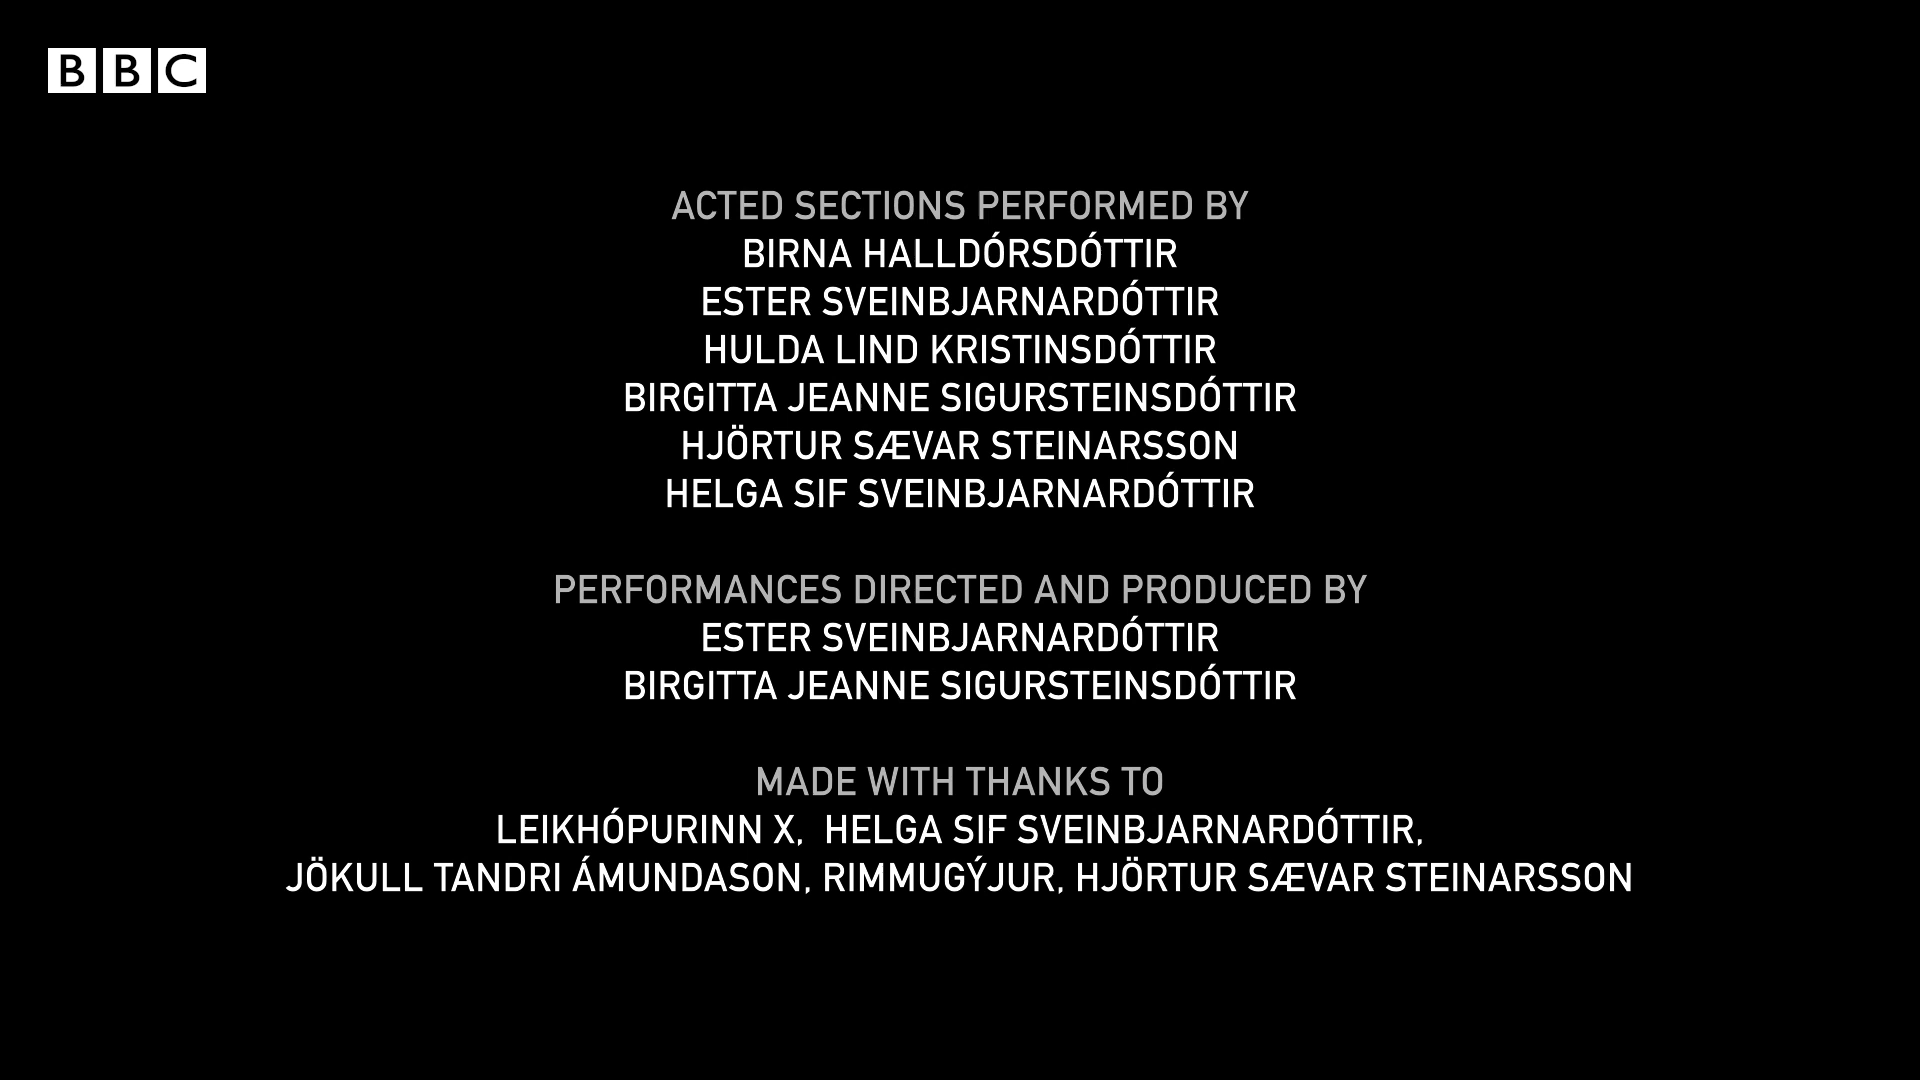 BBC
ACTED SECTIONS PERFORMED BY
BIRNA HALLDÓRSDÓTTIR
ESTER SVEINBJARNARDÓTTIR
HULDA LIND KRISTINSDÓTTIR
BIRGITTA JEANNE SIGURSTEINSDÓTTIR
HJÖRTUR SÆVAR STEINARSSON
HELGA SIF SVEINBJARNARDÓTTIR
PERFORMANCES DIRECTED AND PRODUCED BY
ESTER SVEINBJARNARDÓTTIR
BIRGITTA JEANNE SIGURSTEINSDÓTTIR
MADE WITH THANKS TO
LEIKHÓPURINN X,  HELGA SIF SVEINBJARNARDÓTTIR,
JÖKULL TANDRI ÁMUNDASON, RIMMUGÝJUR, HJÖRTUR SÆVAR STEINARSSON